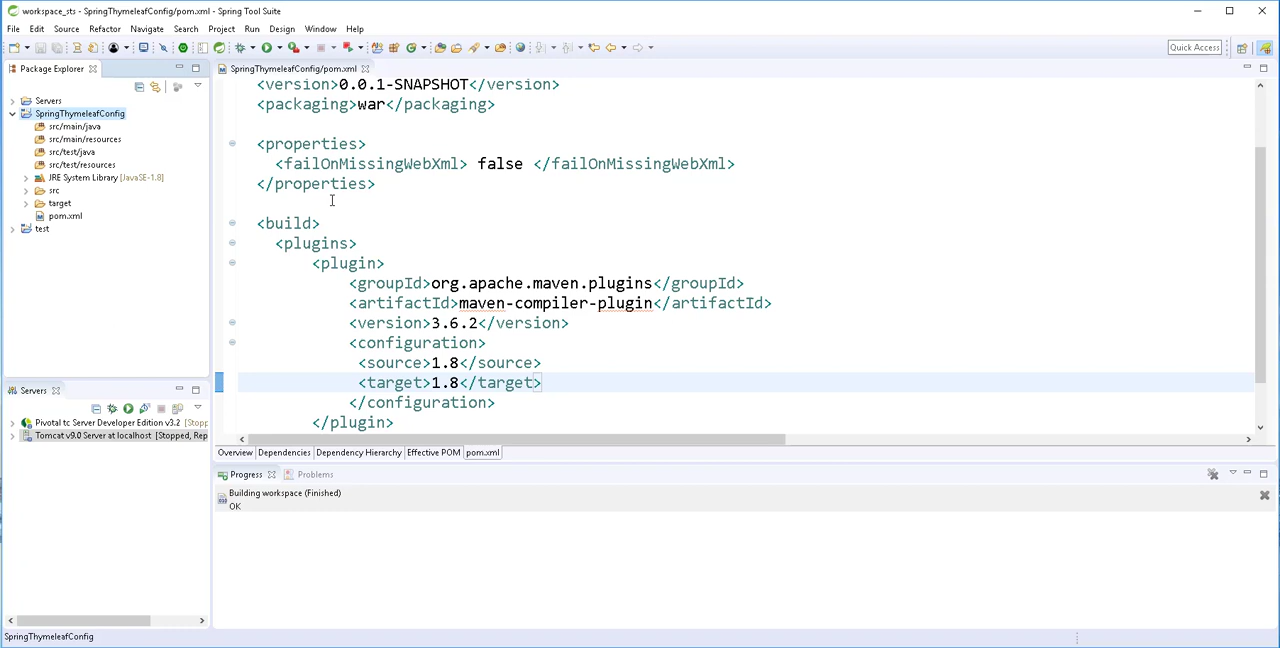 workspace_sts - SpringThymeleafConfig/pom.xml - Spring Tool Suite
File Edit Source Refactor Navigate Search Project Run Design Window Help
Quick Access
Package Explorer
Servers
SpringThymeleafConfig
src/main/java
src/main/resources
src/test/java
src/test/resources
JRE System Library [JavaSE-1.8]
src
target
pom.xml
test
SpringThymeleafConfig/pom.xml
<version>0.0.1-SNAPSHOT</version>
<packaging>war</packaging>
<properties>
<failOnMissingWebXml> false </failOnMissingWebXml>
</properties>
<build>
<plugins>
<plugin>
<groupId>org.apache.maven.plugins</groupId>
<artifactId>maven-compiler-plugin</artifactId>
<version>3.6.2</version>
<configuration>
<source>1.8</source>
<target>1.8</target>
</configuration>
</plugin>
Overview Dependencies Dependency Hierarchy Effective POM pom.xml
Servers
Pivotal tc Server Developer Edition v3.2 [Stopp
Tomcat v9.0 Server at localhost [Stopped, Rep
Progress Problems
Building workspace (Finished)
OK
SpringThymeleafConfig